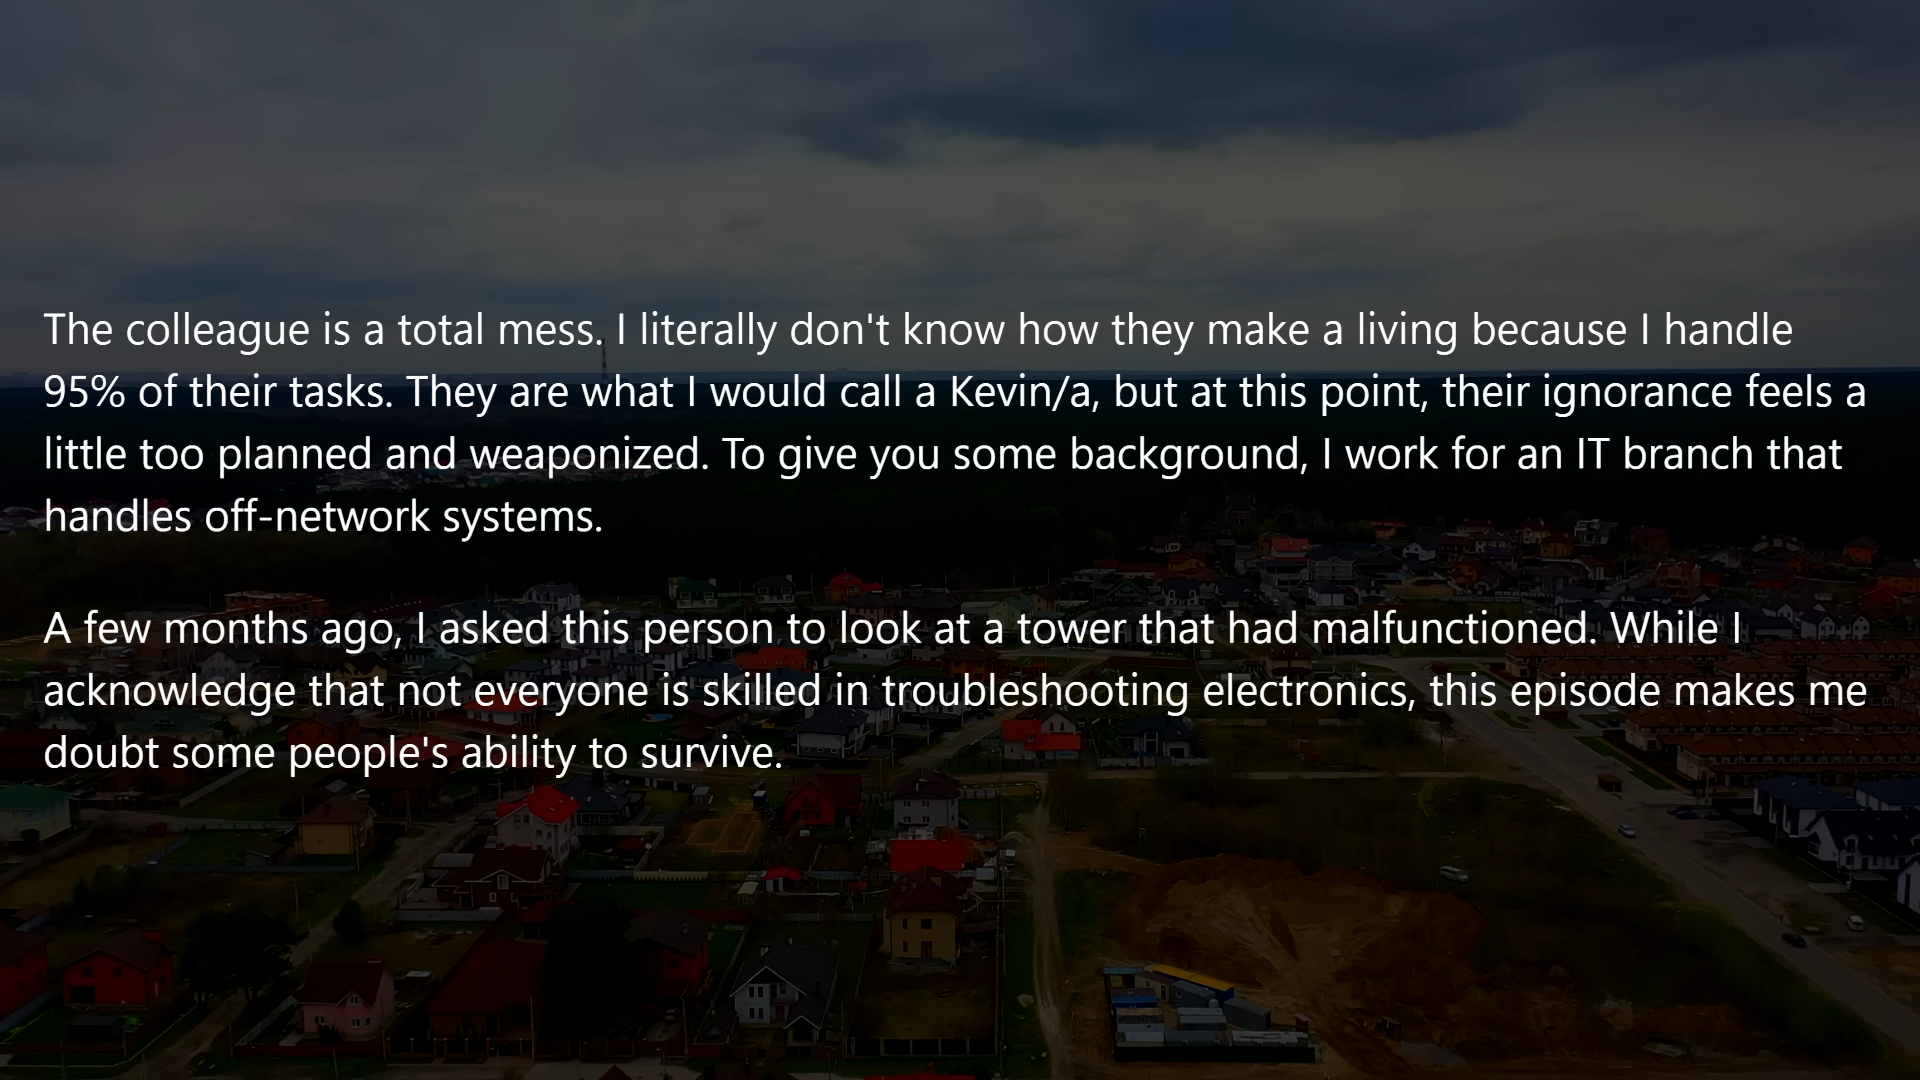 The colleague is a total mess. I literally don't know how they make a living because I handle
95% of their tasks. They are what I would call a Kevin/a, but at this point, their ignorance feels a
little too planned and weaponized. To give you some background, I work for an IT branch that
handles off-network systems.
A few months ago, I asked this person to look at a tower that had malfunctioned. While I
acknowledge that not everyone is skilled in troubleshooting electronics, this episode makes me
doubt some people's ability to survive.